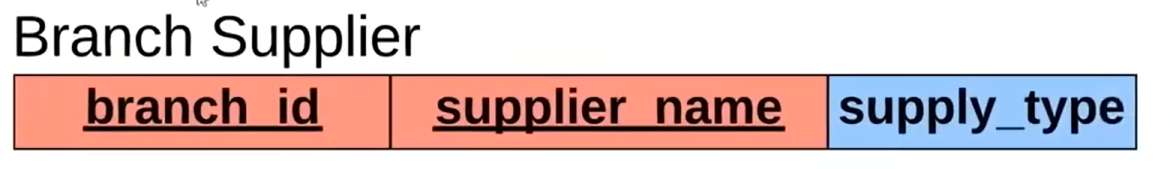 Branch Supplier
branch_id supplier_name supply_type